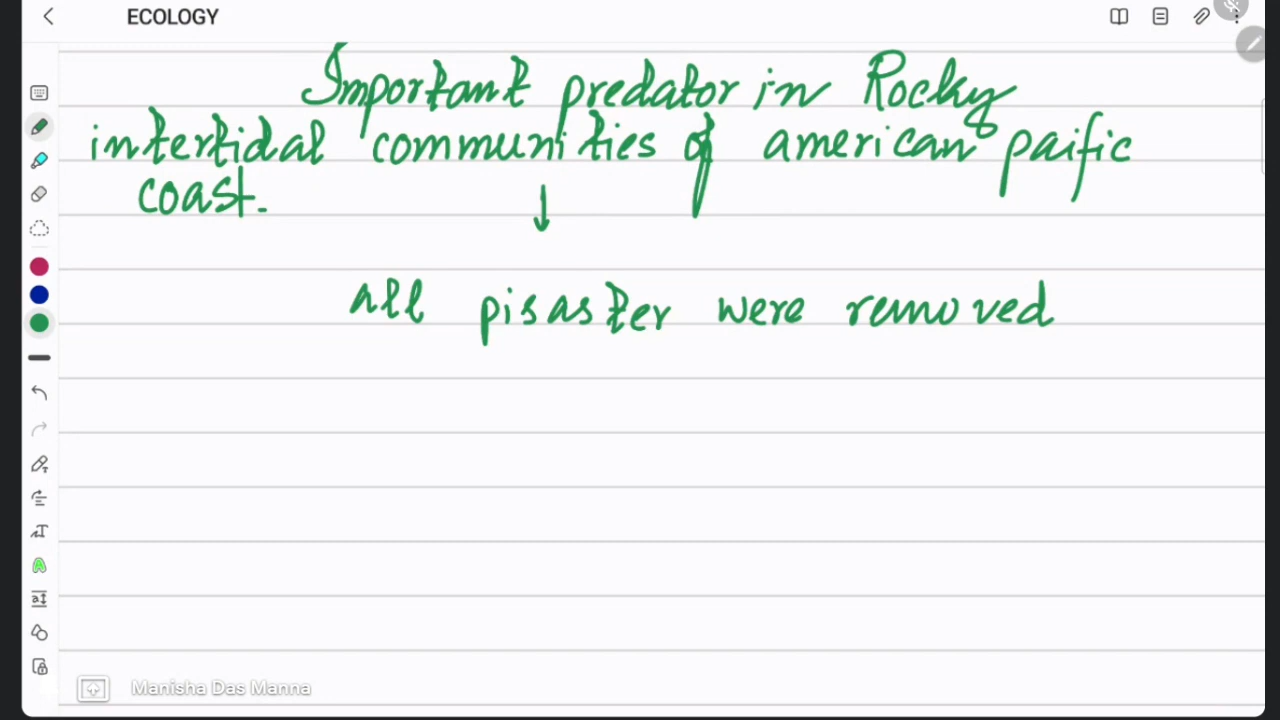 ECOLOGY
Important predator in Rocky
intertidal communities of american paific
coast.
all pisaster were removed
Manisha Das Manna